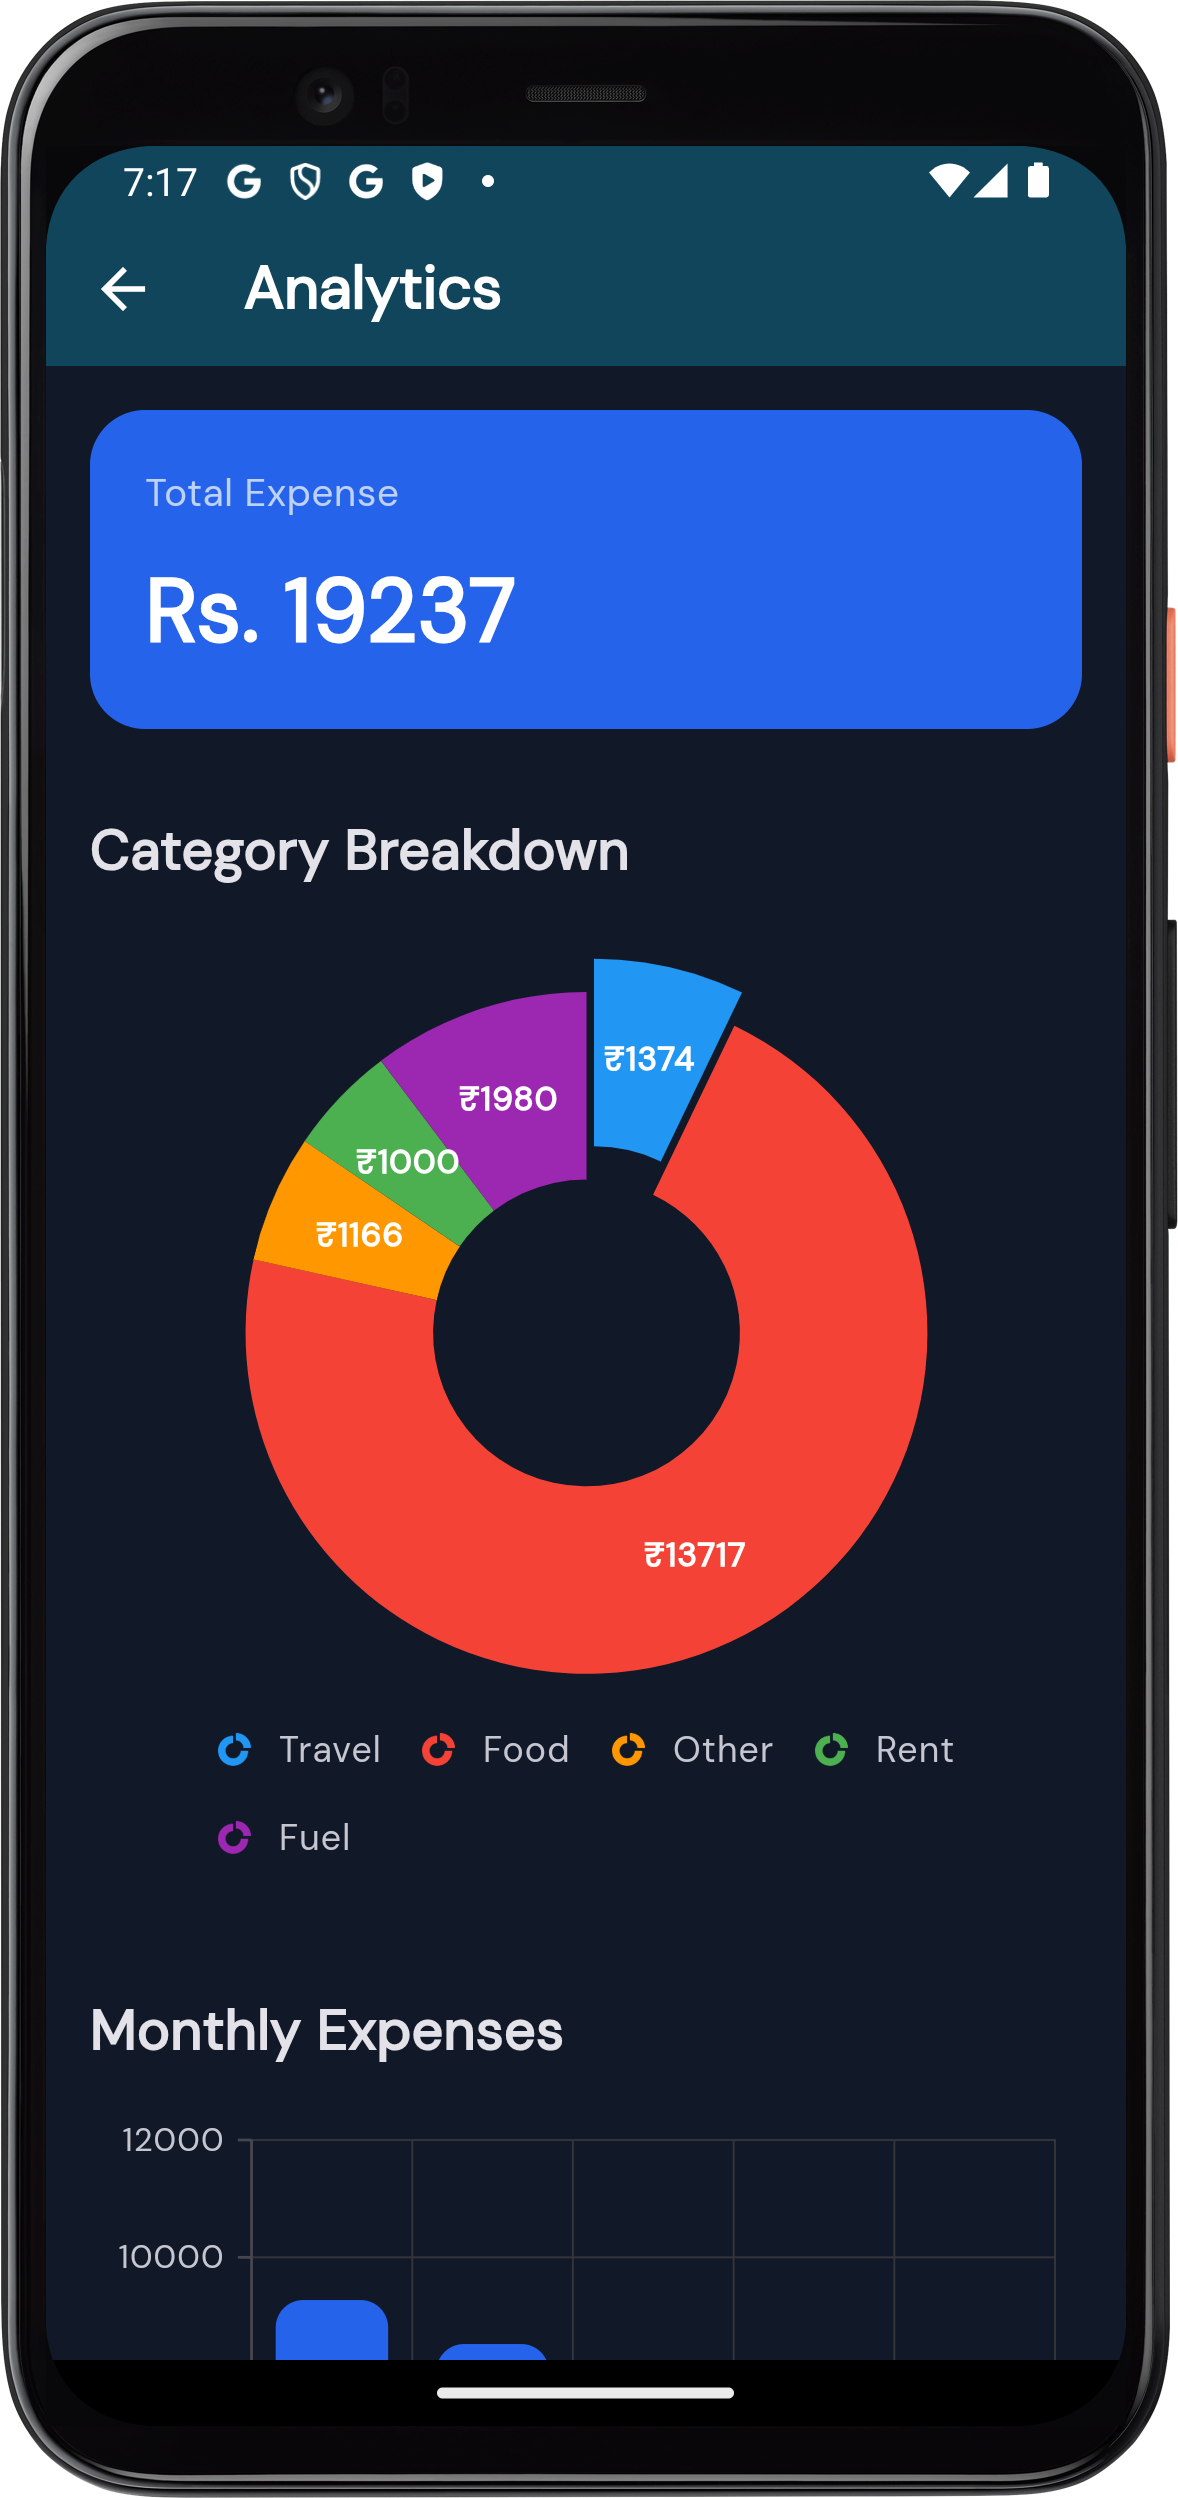 7:17
Analytics
Total Expense
Rs. 19237
Category Breakdown
₹1374
₹1980
₹1000
₹1166
₹13717
Travel Food Other Rent
Fuel
Monthly Expenses
12000
10000